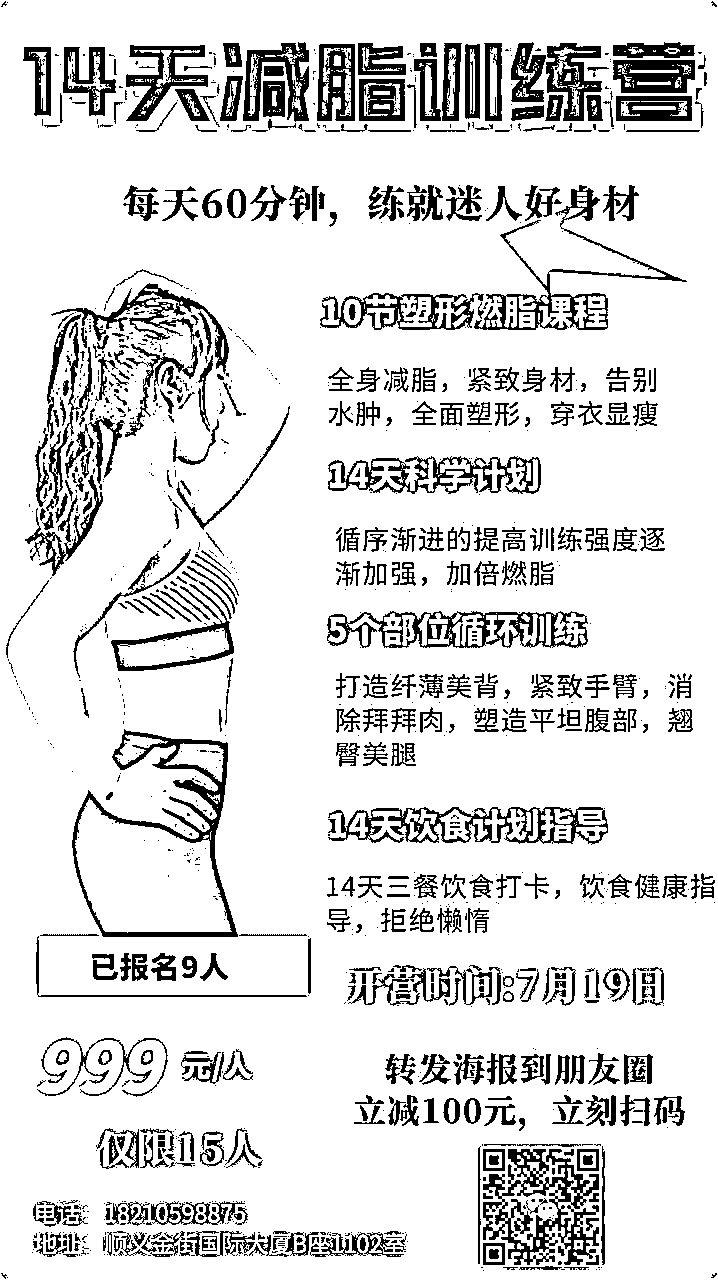 14天减脂训练营
每天60分钟，练就迷人好身材
10节塑形燃脂课程
全身减脂，紧致身材，告别
水肿，全面塑形，穿衣显瘦
14天科学计划
循序渐进的提高训练强度逐
渐加强，加倍燃脂
5个部位循环训练
打造纤薄美背，紧致手臂，消
除拜拜肉，塑造平坦腹部，翘
臀美腿
14天饮食计划指导
14天三餐饮食打卡，饮食健康指
导，拒绝懒惰
已报名9人
开营时间:7月19日
999 元/人
仅限15人
转发海报到朋友圈
立减100元，立刻扫码
电话：18210598875
地址：顺义金街国际大厦B座1102室